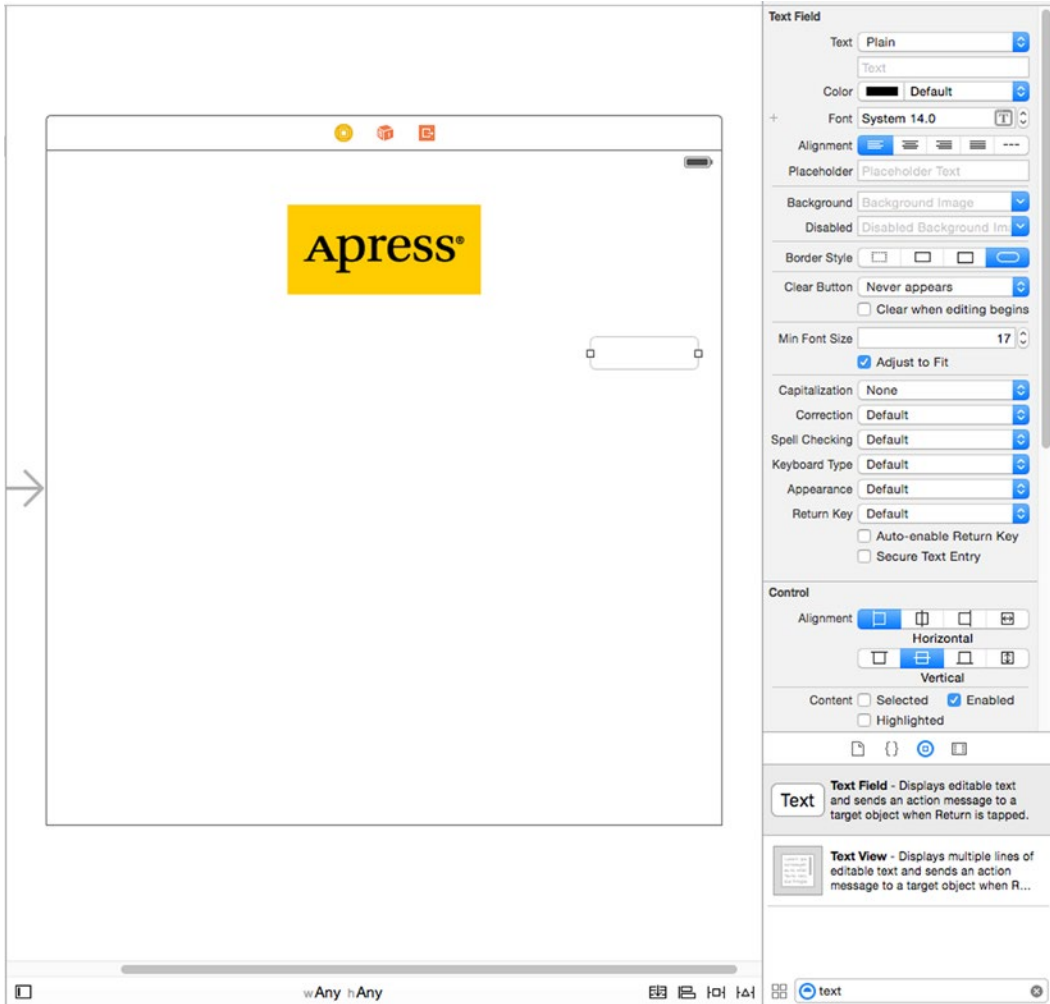 Apress®
wAny hAny
Text Field
Text Plain
Text
Color Default
Font System 14.0
Alignment
Placeholder Placeholder Text
Background Background Image
Disabled Disabled Background Im
Border Style
Clear Button Never appears
Clear when editing begins
Min Font Size 17
Adjust to Fit
Capitalization None
Correction Default
Spell Checking Default
Keyboard Type Default
Appearance Default
Return Key Default
Auto-enable Return Key
Secure Text Entry
Control
Alignment
Horizontal
Vertical
Content Selected Enabled
Highlighted
Text
Text Field - Displays editable text
and sends an action message to a
target object when Return is tapped.
Text View - Displays multiple lines of
editable text and sends an action
message to a target object when R...
text